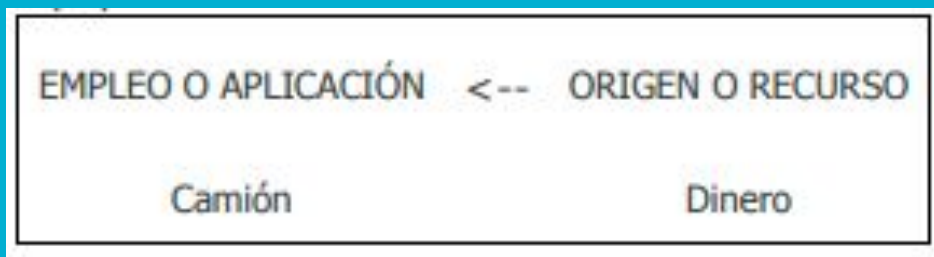 EMPLEO O APLICACIÓN <-- ORIGEN O RECURSO
Camión Dinero